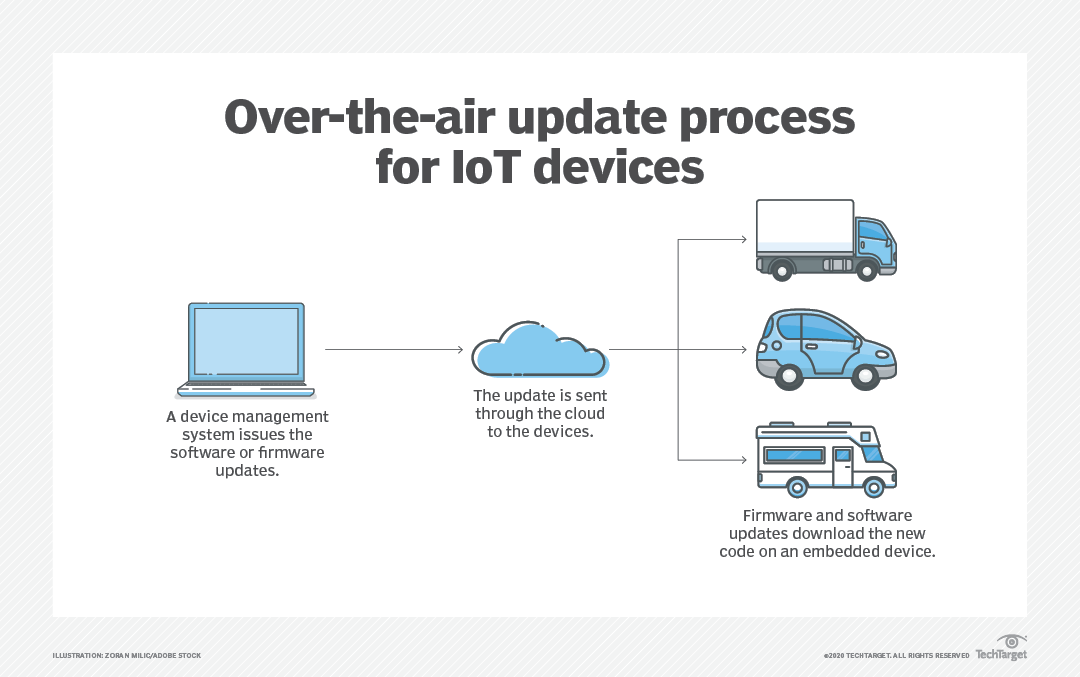 Over-the-air update process
for IoT devices
A device management
system issues the
software or firmware
updates.
The update is sent
through the cloud
to the devices.
Firmware and software
updates download the new
code on an embedded device.
ILLUSTRATION: ZORAN MILIC/ADOBE STOCK
©2020 TECHTARGET. ALL RIGHTS RESERVED
TechTarget